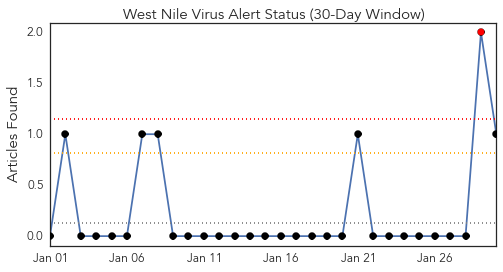 West Nile Virus Alert Status (30-Day Window)
Articles Found
2.0
1.5
1.0
0.5
0.0
Jan 01 Jan 06 Jan 11 Jan 16 Jan 21 Jan 26